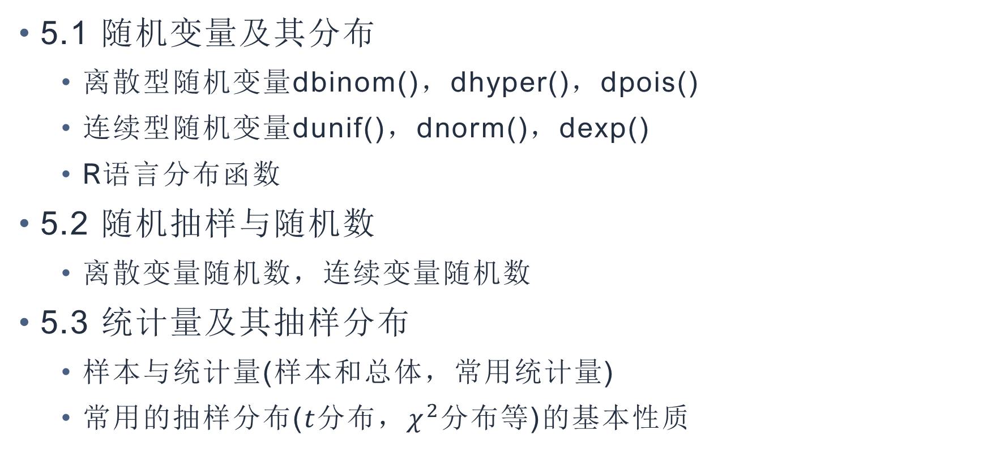 • 5.1 随机变量及其分布
• 离散型随机变量dbinom()，dhyper()，dpois()
• 连续型随机变量dunif()，dnorm()，dexp()
• R语言分布函数
• 5.2 随机抽样与随机数
• 离散变量随机数，连续变量随机数
• 5.3 统计量及其抽样分布
• 样本与统计量(样本和总体，常用统计量)
• 常用的抽样分布(t分布，χ²分布等)的基本性质